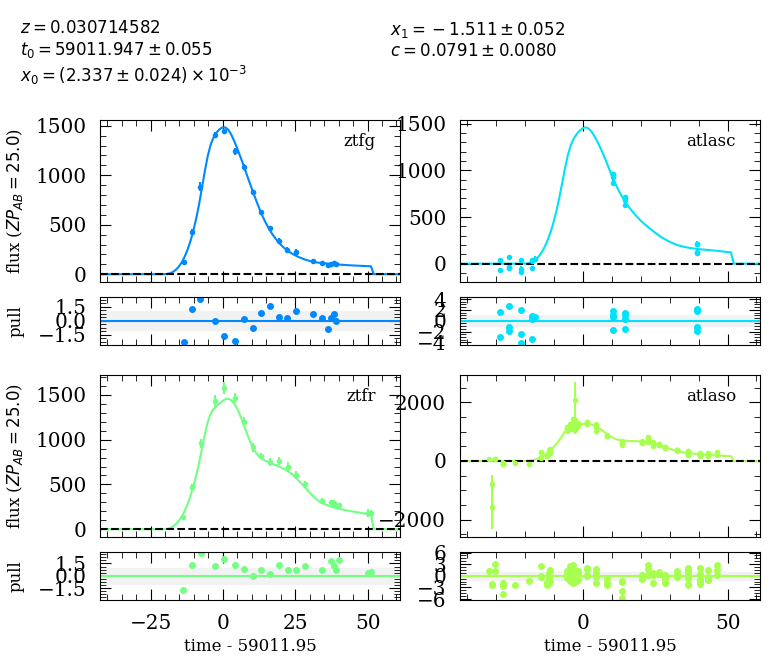 z = 0.030714582
t₀ = 59011.947 ± 0.055
x₀ = (2.337 ± 0.024) × 10⁻³
x₁ = −1.511 ± 0.052
c = 0.0791 ± 0.0080
flux (ZP_AB = 25.0)
1500
1000
500
0
ztfg
1500
1000
500
0
atlasc
pull
1.5
0.0
−1.5
4
2
0
−2
−4
flux (ZP_AB = 25.0)
1500
1000
500
0
ztfr
2000
0
−2000
atlaso
pull
1.5
0.0
−1.5
6
3
0
−3
−6
−25 0 25 50
time - 59011.95
0 50
time - 59011.95